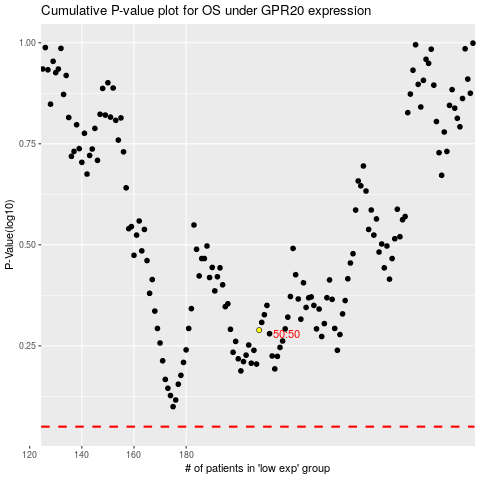 Cumulative P-value plot for OS under GPR20 expression
1.00
0.75
0.50
0.25
P-Value(log10)
50:50
120 140 160 180
# of patients in 'low exp' group